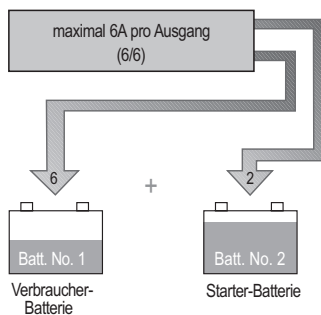 maximal 6A pro Ausgang
(6/6)
6
+
2
Batt. No. 1
Batt. No. 2
Verbraucher-
Batterie
Starter-Batterie